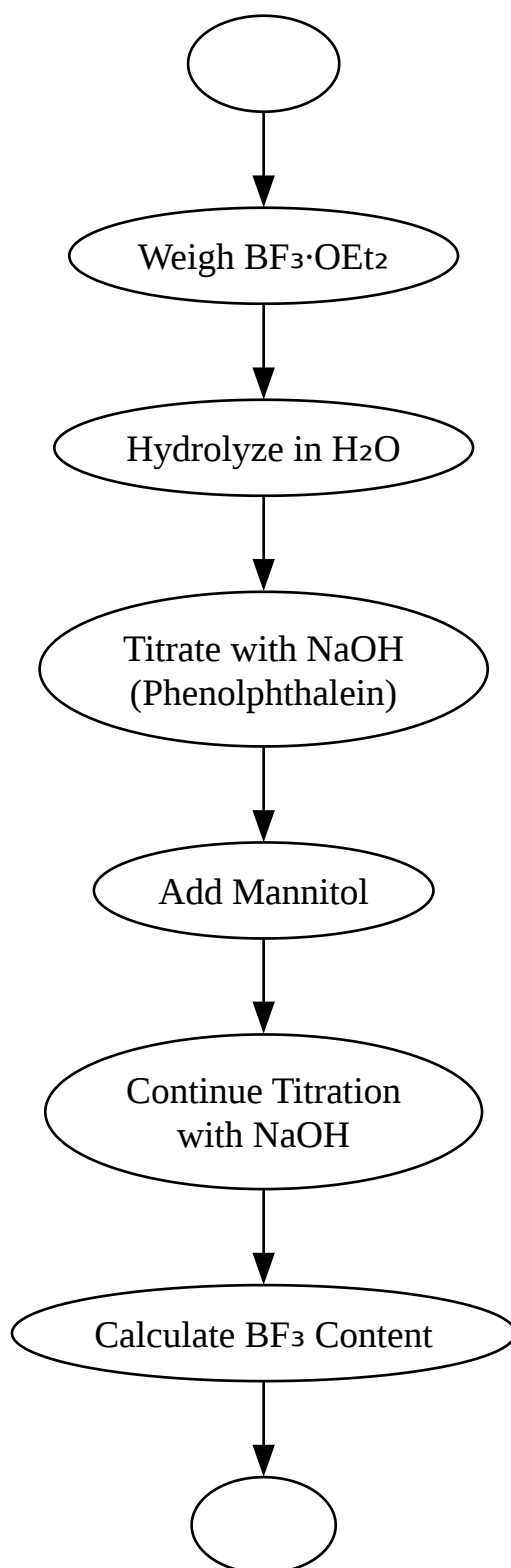 Weigh BF₃·OEt₂
Hydrolyze in H₂O
Titrate with NaOH
(Phenolphthalein)
Add Mannitol
Continue Titration
with NaOH
Calculate BF₃ Content